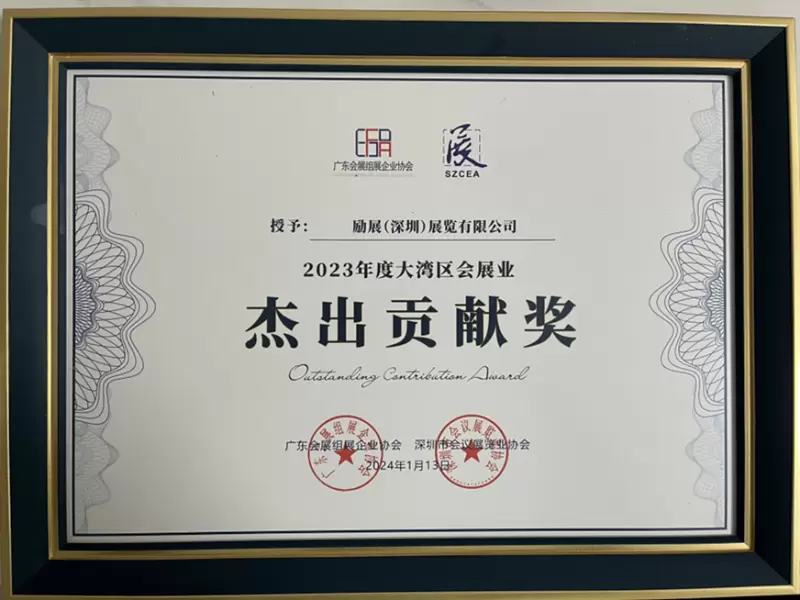 广东会展组展企业协会
展
SZCEA
授予：
励展（深圳）展览有限公司
2023年度大湾区会展业
杰出贡献奖
Outstanding Contribution Award
广东会展组展企业协会 深圳市会议展览业协会
2024年1月13日